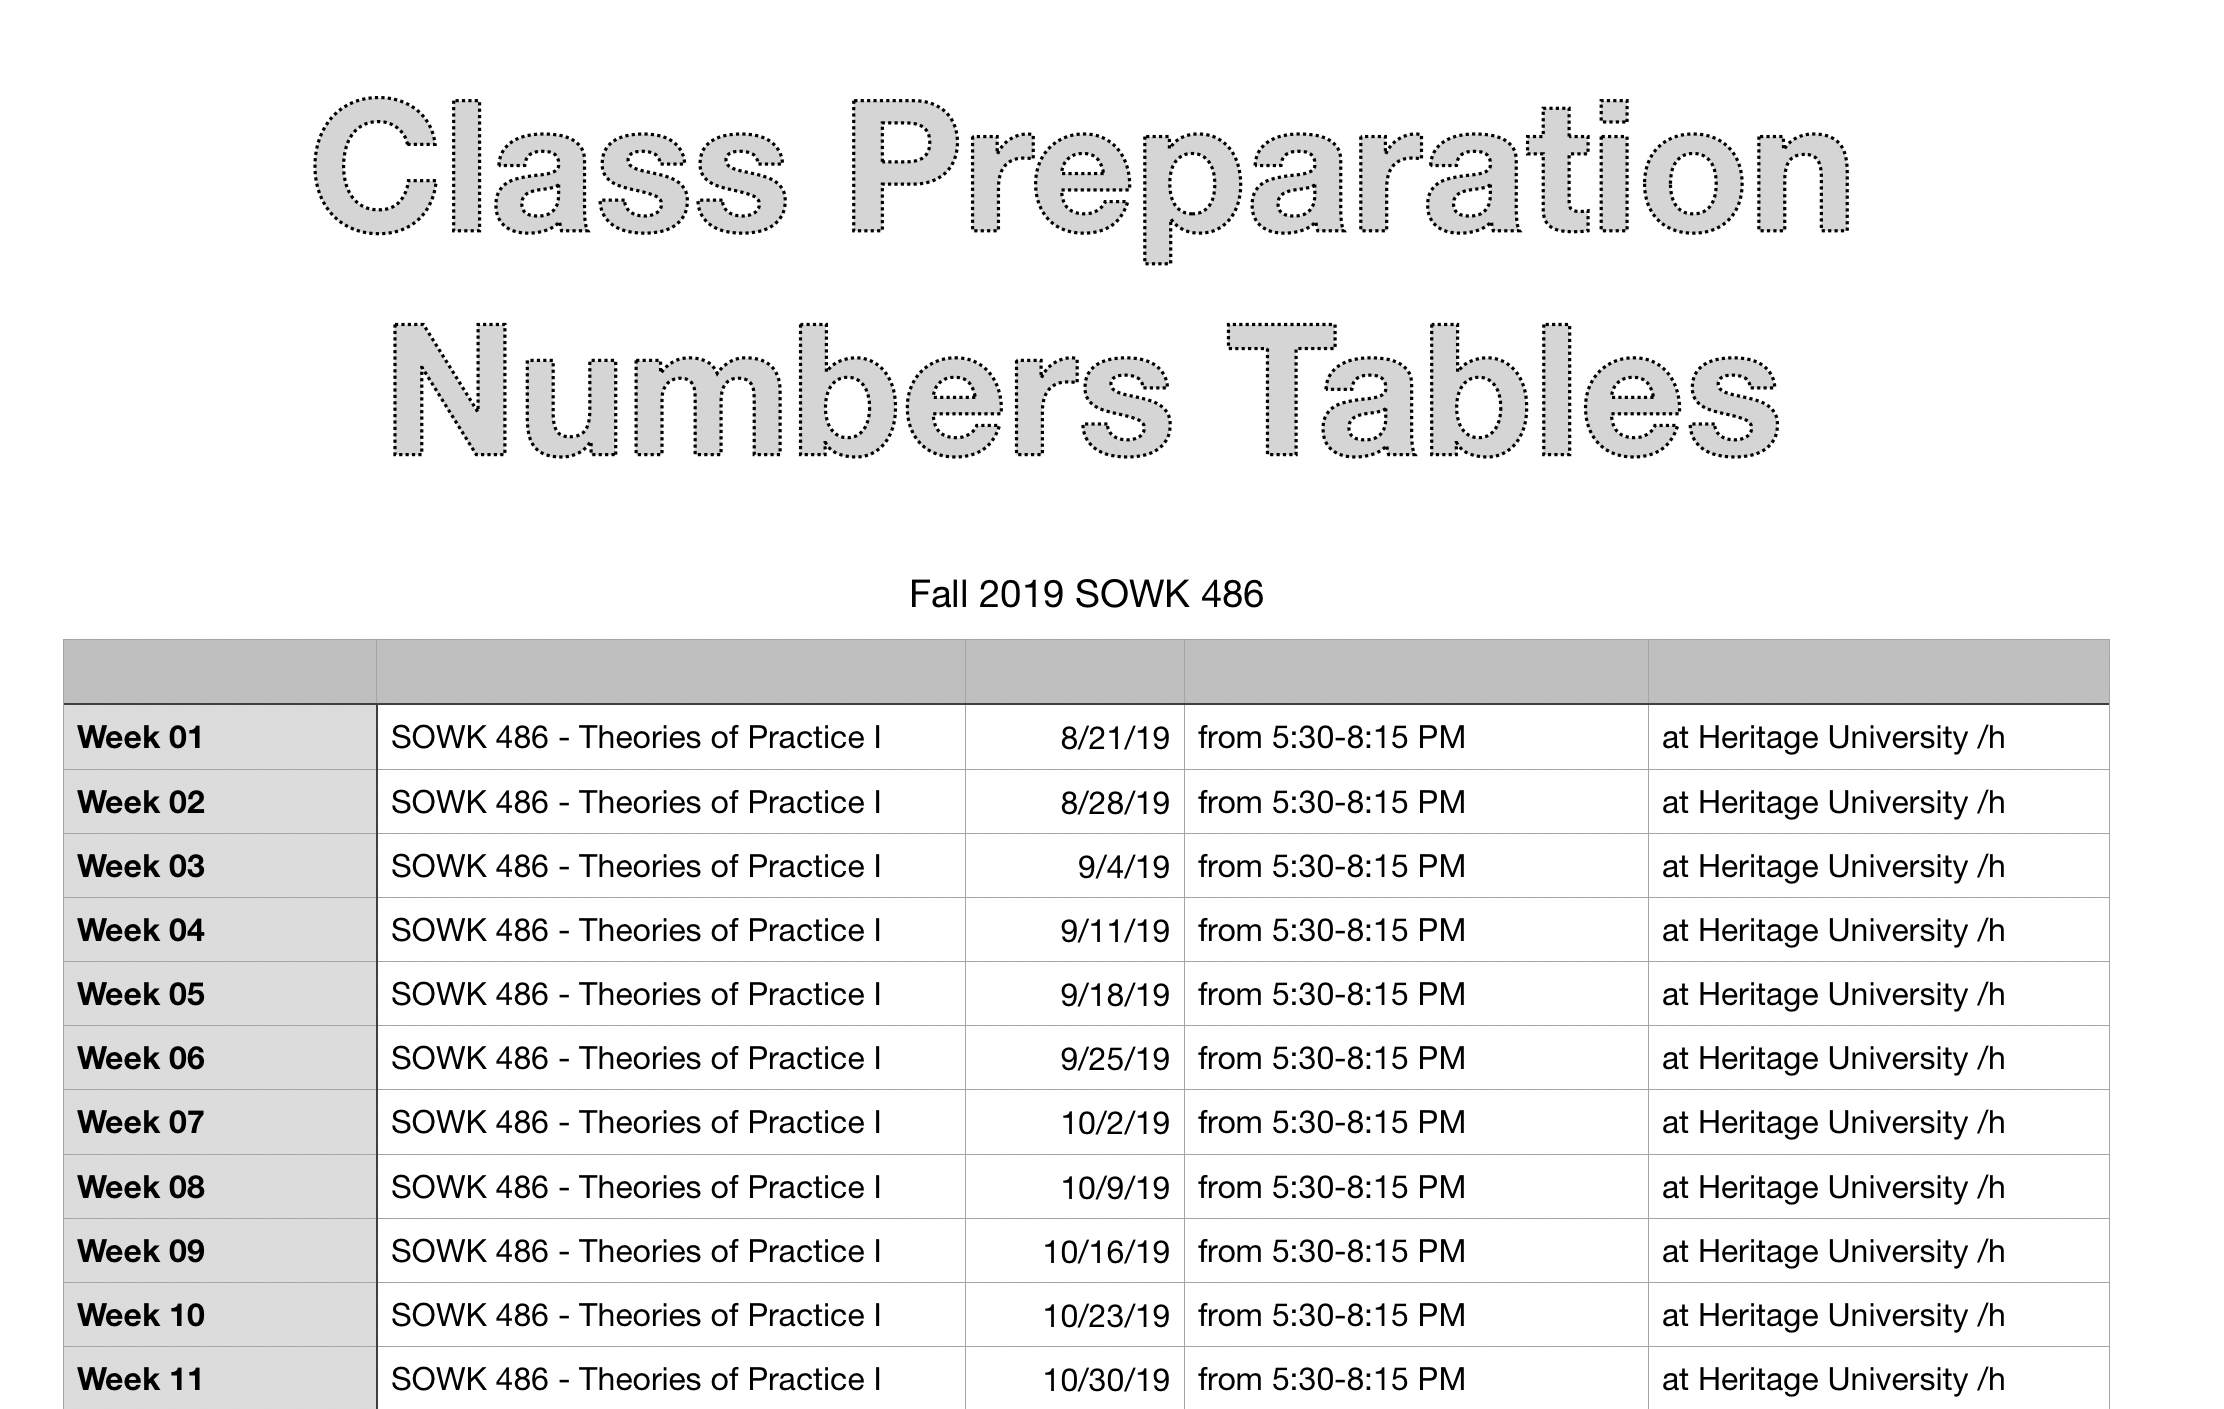 Class Preparation
Numbers Tables
Fall 2019 SOWK 486
Week 01 SOWK 486 - Theories of Practice I 8/21/19 from 5:30-8:15 PM at Heritage University /h
Week 02 SOWK 486 - Theories of Practice I 8/28/19 from 5:30-8:15 PM at Heritage University /h
Week 03 SOWK 486 - Theories of Practice I 9/4/19 from 5:30-8:15 PM at Heritage University /h
Week 04 SOWK 486 - Theories of Practice I 9/11/19 from 5:30-8:15 PM at Heritage University /h
Week 05 SOWK 486 - Theories of Practice I 9/18/19 from 5:30-8:15 PM at Heritage University /h
Week 06 SOWK 486 - Theories of Practice I 9/25/19 from 5:30-8:15 PM at Heritage University /h
Week 07 SOWK 486 - Theories of Practice I 10/2/19 from 5:30-8:15 PM at Heritage University /h
Week 08 SOWK 486 - Theories of Practice I 10/9/19 from 5:30-8:15 PM at Heritage University /h
Week 09 SOWK 486 - Theories of Practice I 10/16/19 from 5:30-8:15 PM at Heritage University /h
Week 10 SOWK 486 - Theories of Practice I 10/23/19 from 5:30-8:15 PM at Heritage University /h
Week 11 SOWK 486 - Theories of Practice I 10/30/19 from 5:30-8:15 PM at Heritage University /h